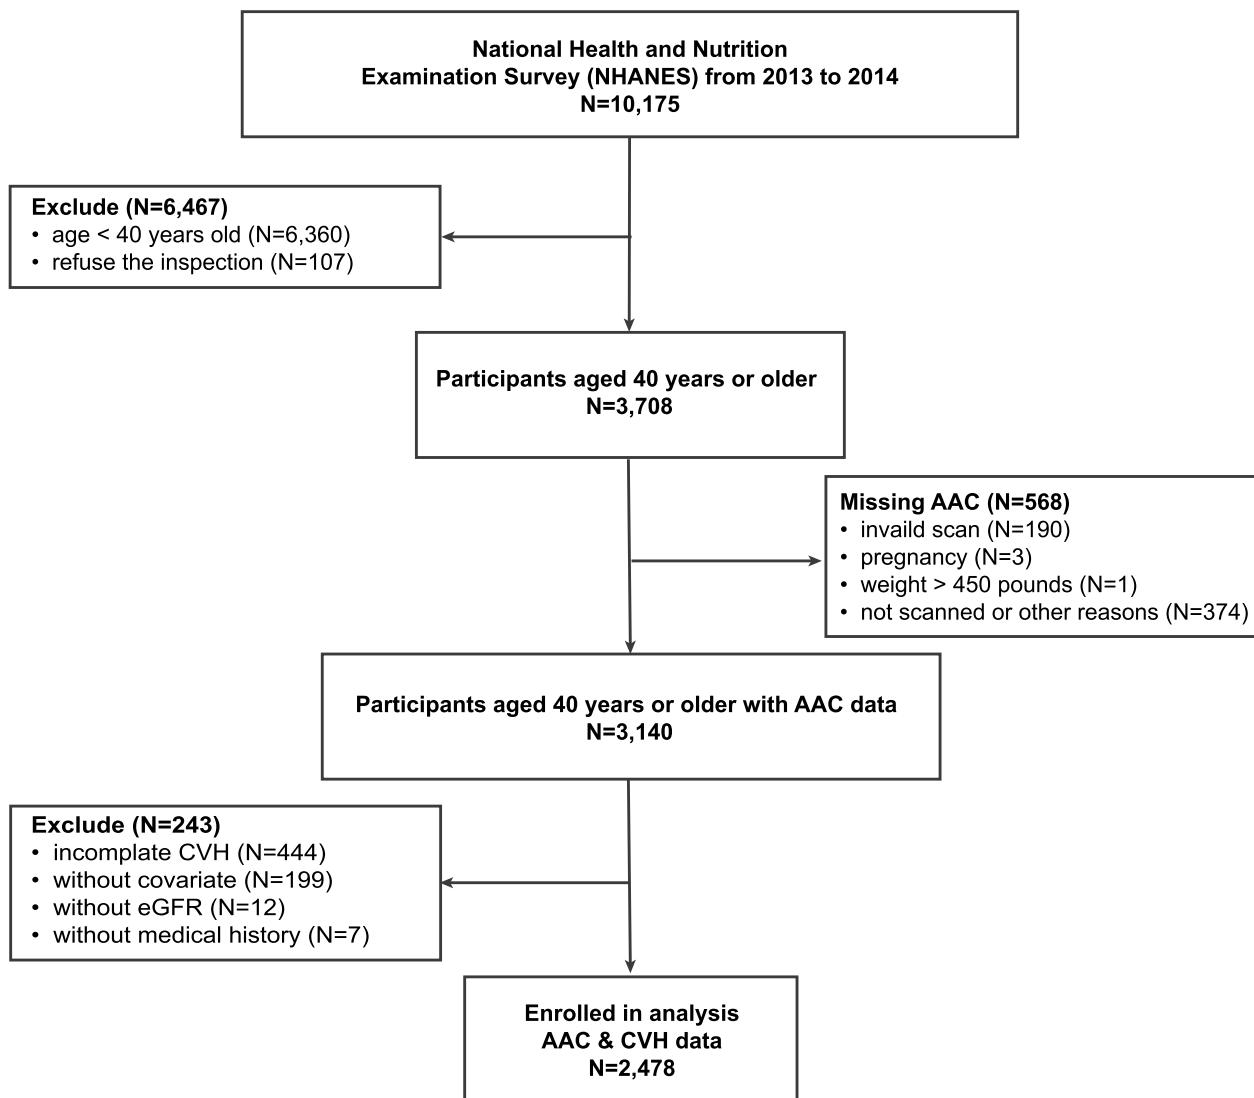 National Health and Nutrition
Examination Survey (NHANES) from 2013 to 2014
N=10,175
Exclude (N=6,467)
• age < 40 years old (N=6,360)
• refuse the inspection (N=107)
Participants aged 40 years or older
N=3,708
Missing AAC (N=568)
• invaild scan (N=190)
• pregnancy (N=3)
• weight > 450 pounds (N=1)
• not scanned or other reasons (N=374)
Participants aged 40 years or older with AAC data
N=3,140
Exclude (N=243)
• incomplate CVH (N=444)
• without covariate (N=199)
• without eGFR (N=12)
• without medical history (N=7)
Enrolled in analysis
AAC & CVH data
N=2,478